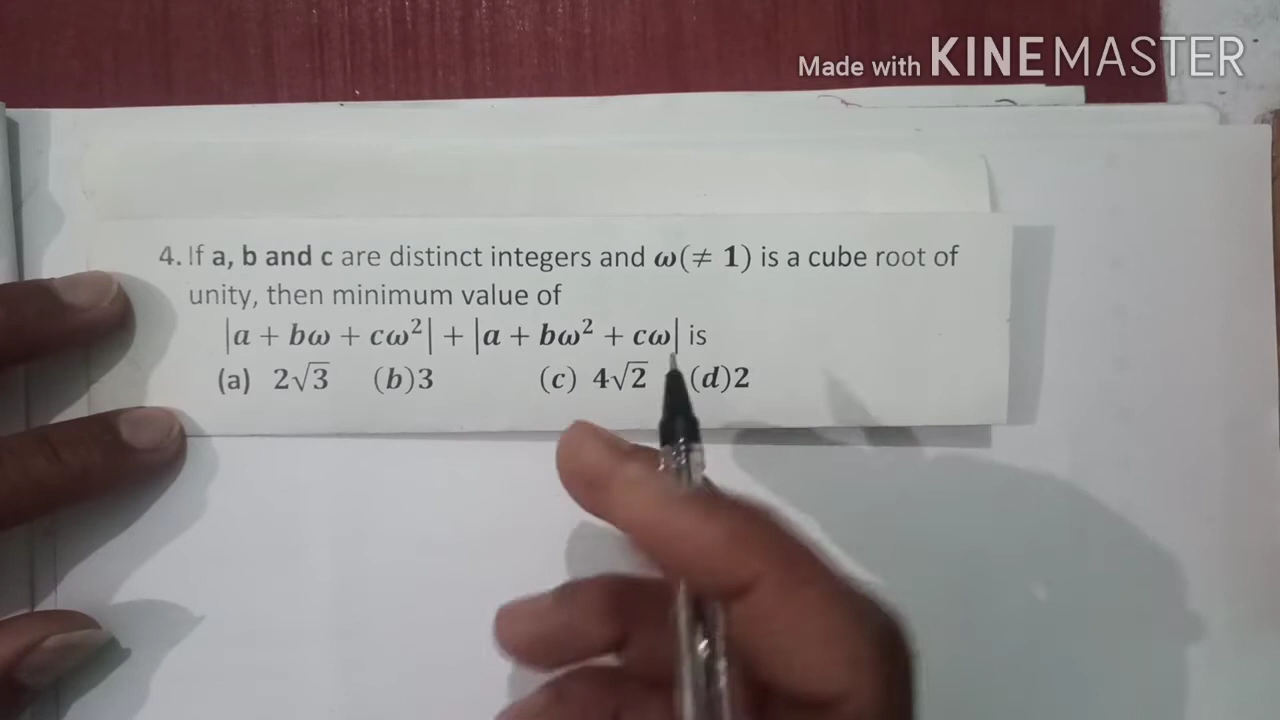 Made with KINEMASTER
4. If a, b and c are distinct integers and ω(≠ 1) is a cube root of
unity, then minimum value of
|a + bω + cω²| + |a + bω² + cω| is
(a) 2√3 (b)3 (c) 4√2 (d)2